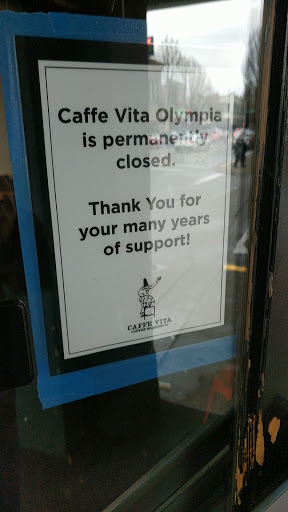 Caffe Vita Olympia
is permanently
closed.
Thank You for
your many years
of support!
CAFFE VITA